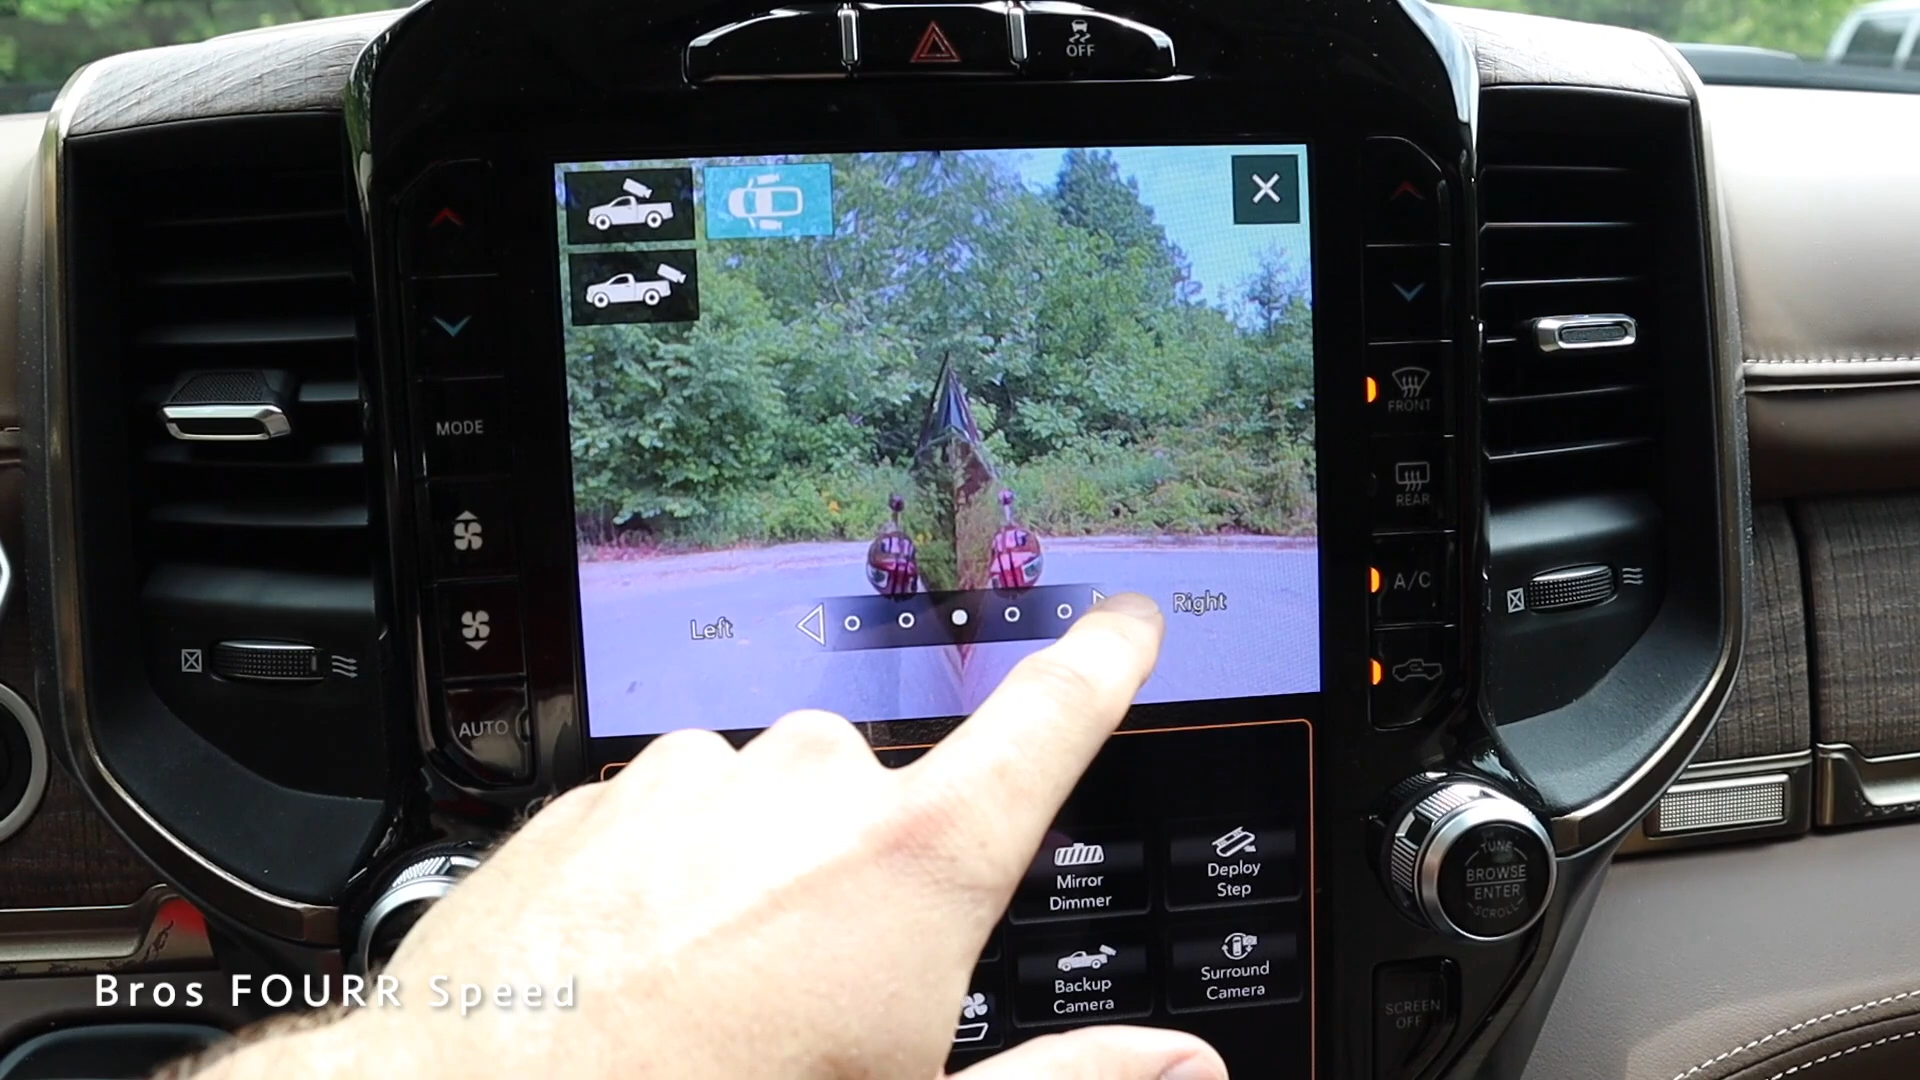 OFF
MODE
AUTO
Left
Right
FRONT
REAR
A/C
Mirror
Dimmer
Deploy
Step
Backup
Camera
Surround
Camera
TUNE
BROWSE
ENTER
SCROLL
SCREEN
OFF
Bros FOURR Speed